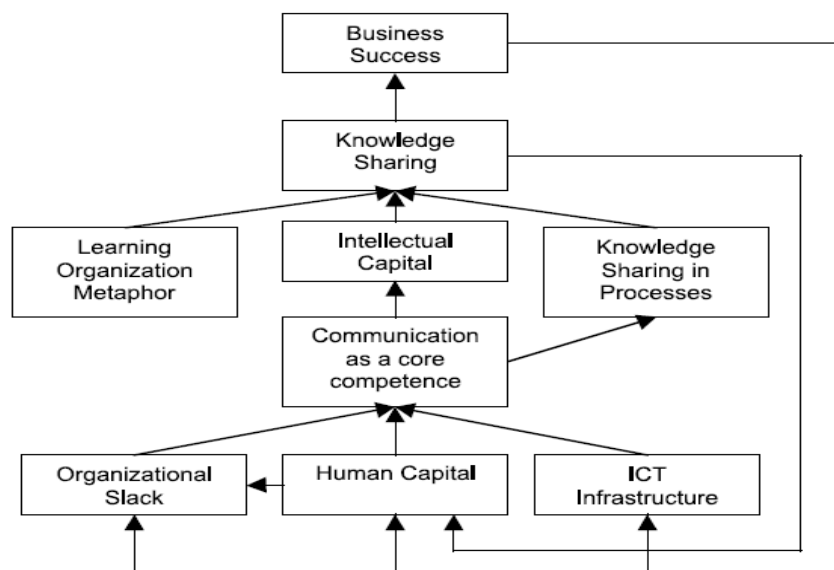 Business
Success
Knowledge
Sharing
Learning
Organization
Metaphor
Intellectual
Capital
Knowledge
Sharing in
Processes
Communication
as a core
competence
Organizational
Slack
Human Capital
ICT
Infrastructure